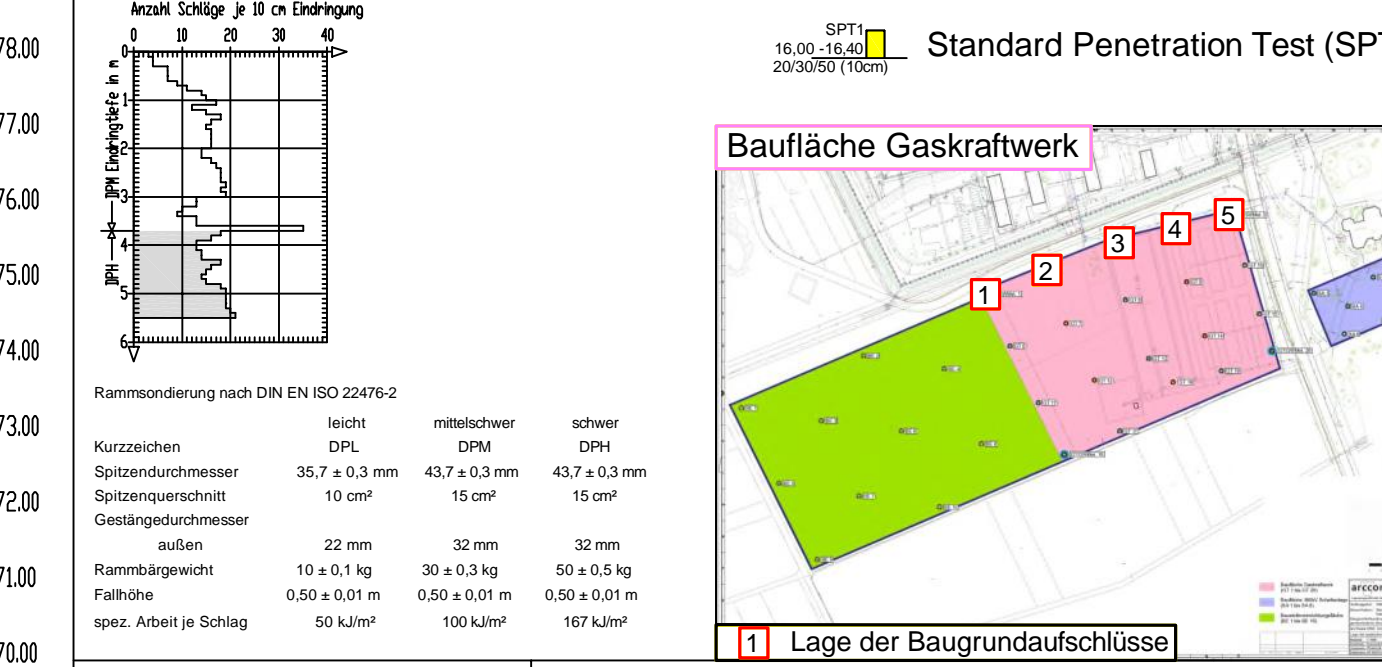 78.00
77.00
76.00
75.00
74.00
73.00
72.00
71.00
70.00
Anzahl Schläge je 10 cm Eindringung
0 10 20 30 40
0
1
2
3
4
5
6
DPM Eindringtiefe in m
DPH
Rammsondierung nach DIN EN ISO 22476-2
leicht mittelschwer schwer
Kurzzeichen DPL DPM DPH
Spitzendurchmesser 35,7 ± 0,3 mm 43,7 ± 0,3 mm 43,7 ± 0,3 mm
Spitzenquerschnitt 10 cm² 15 cm² 15 cm²
Gestängedurchmesser
außen 22 mm 32 mm 32 mm
Rammbärgewicht 10 ± 0,1 kg 30 ± 0,3 kg 50 ± 0,5 kg
Fallhöhe 0,50 ± 0,01 m 0,50 ± 0,01 m 0,50 ± 0,01 m
spez. Arbeit je Schlag 50 kJ/m² 100 kJ/m² 167 kJ/m²
SPT1
16,00 -16,40
20/30/50 (10cm)
Standard Penetration Test (SPT
Baufläche Gaskraftwerk
1
2
3
4
5
arccon
1 Lage der Baugrundaufschlüsse